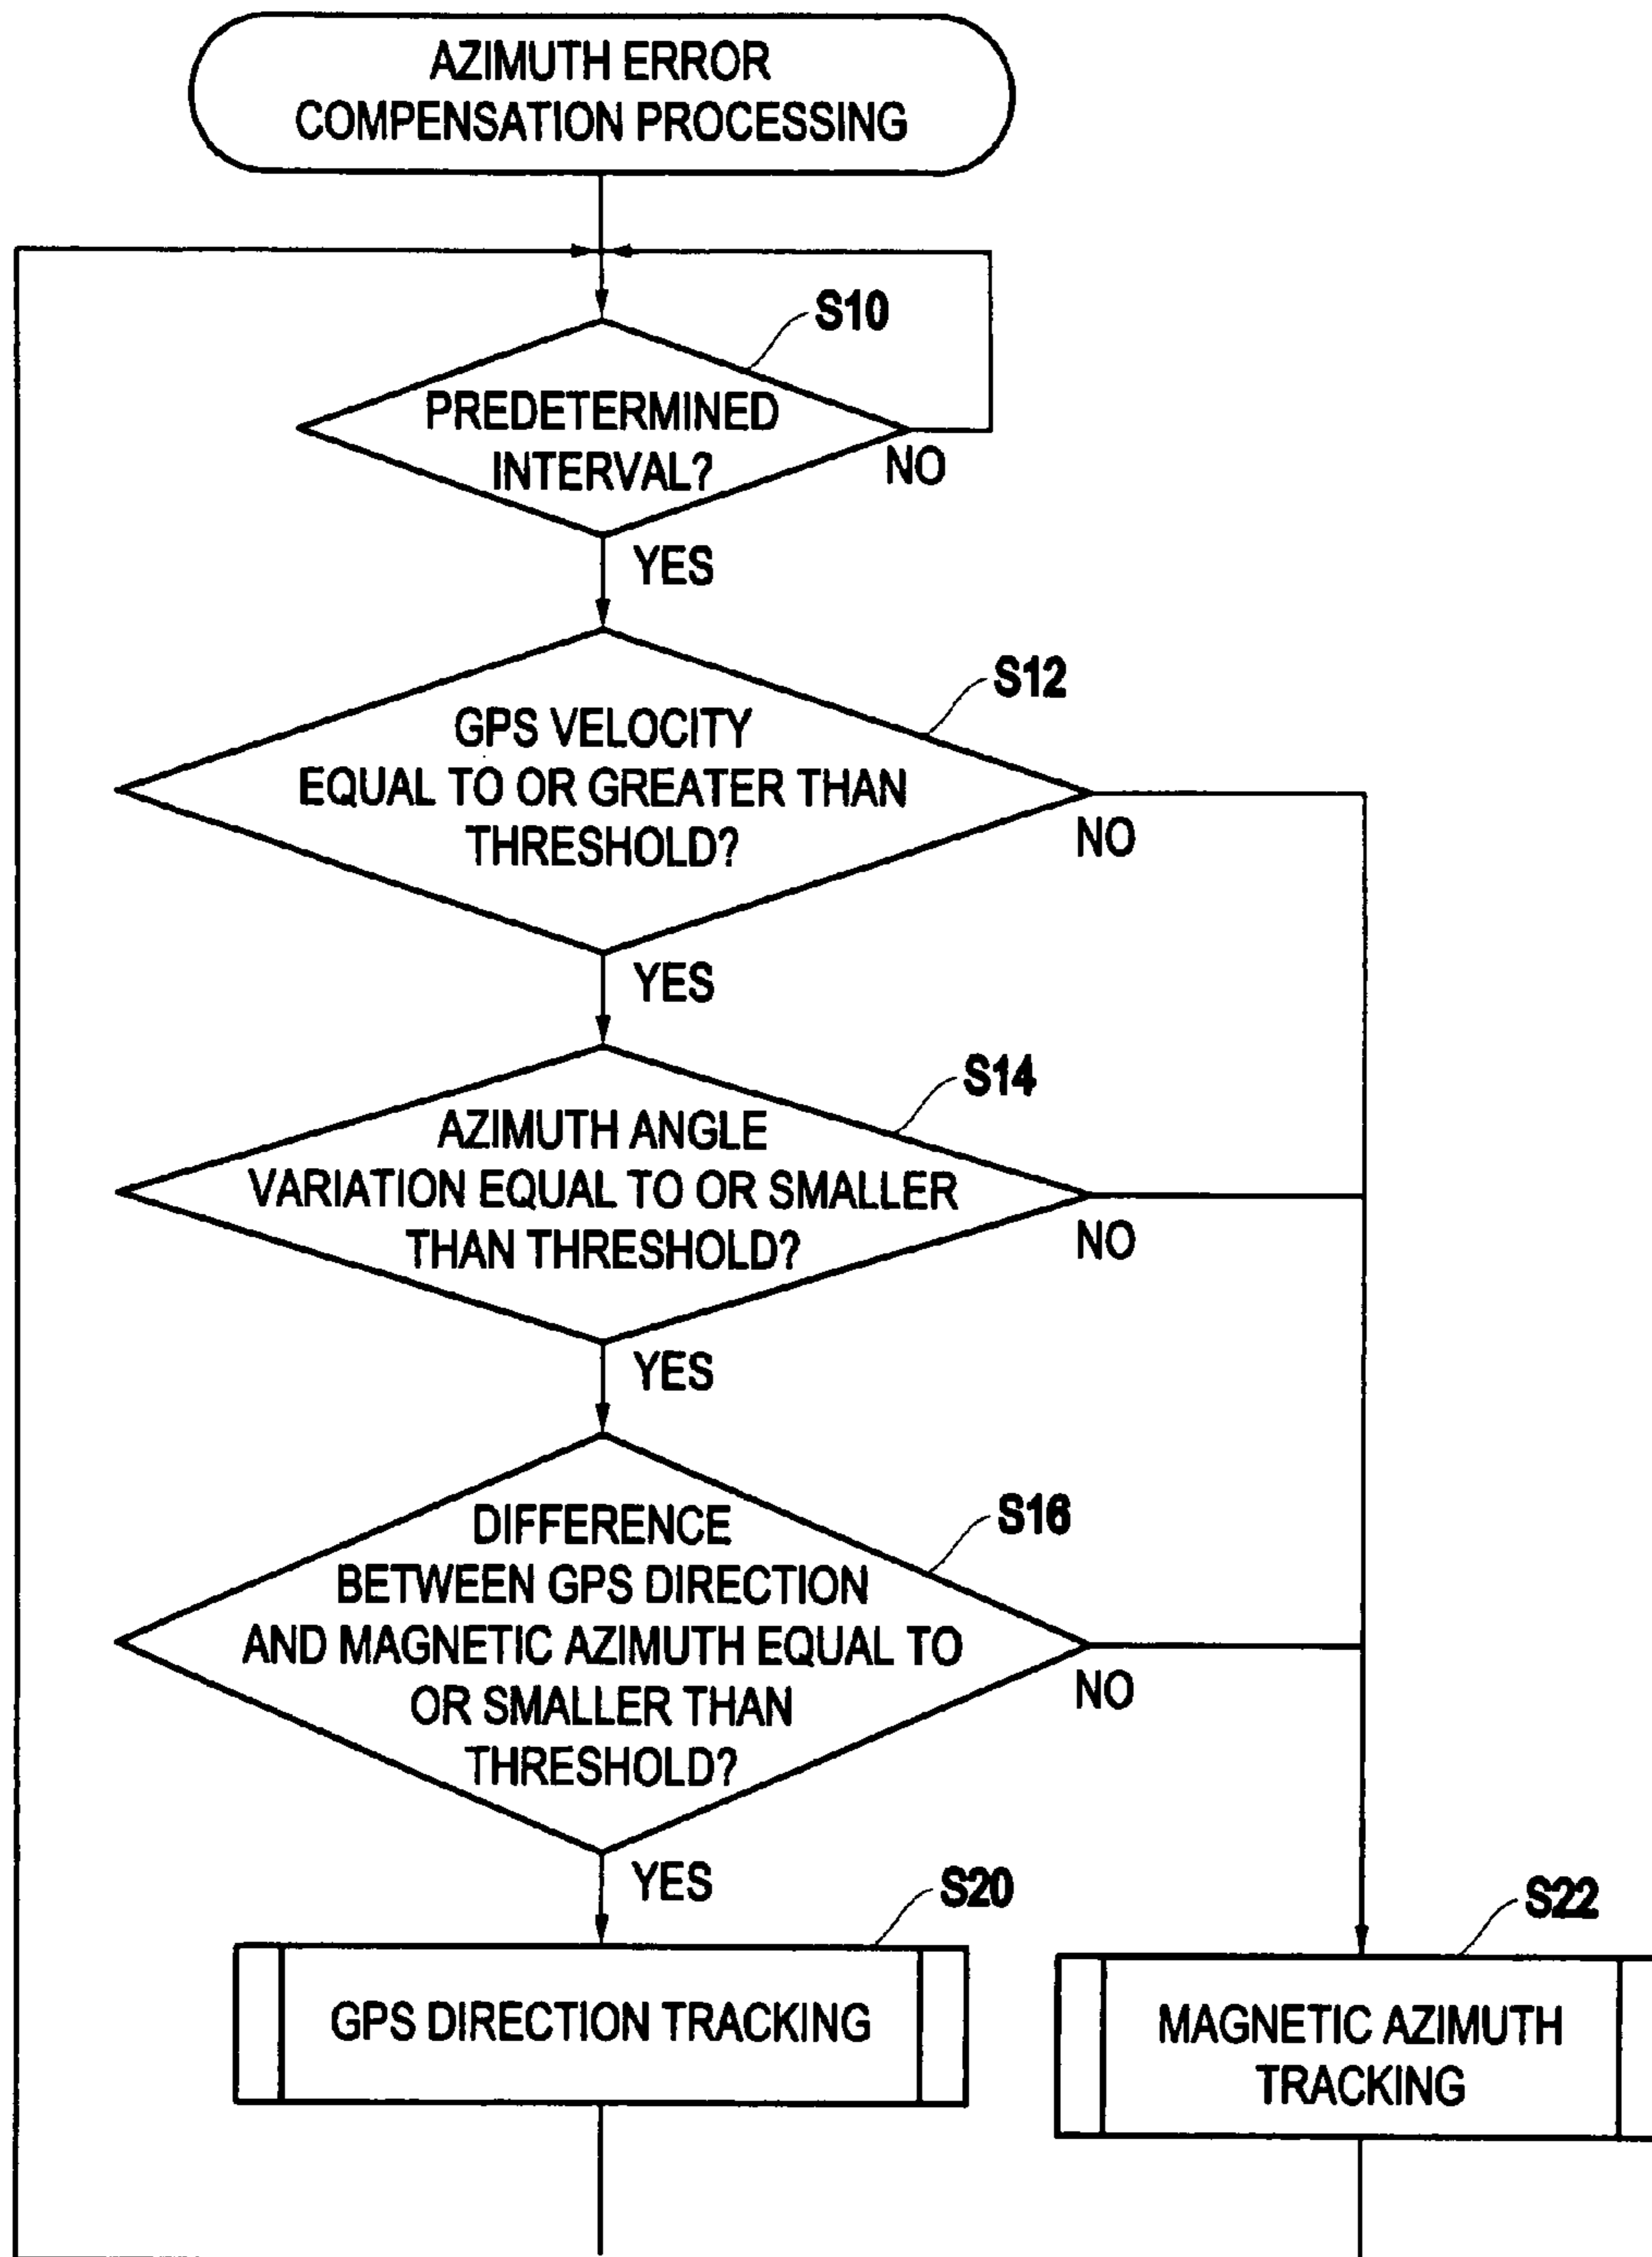 AZIMUTH ERROR
COMPENSATION PROCESSING
S10
PREDETERMINED
INTERVAL?
NO
YES
S12
GPS VELOCITY
EQUAL TO OR GREATER THAN
THRESHOLD?
NO
YES
S14
AZIMUTH ANGLE
VARIATION EQUAL TO OR SMALLER
THAN THRESHOLD?
NO
YES
S16
DIFFERENCE
BETWEEN GPS DIRECTION
AND MAGNETIC AZIMUTH EQUAL TO
OR SMALLER THAN
THRESHOLD?
NO
YES
S20
GPS DIRECTION TRACKING
S22
MAGNETIC AZIMUTH
TRACKING